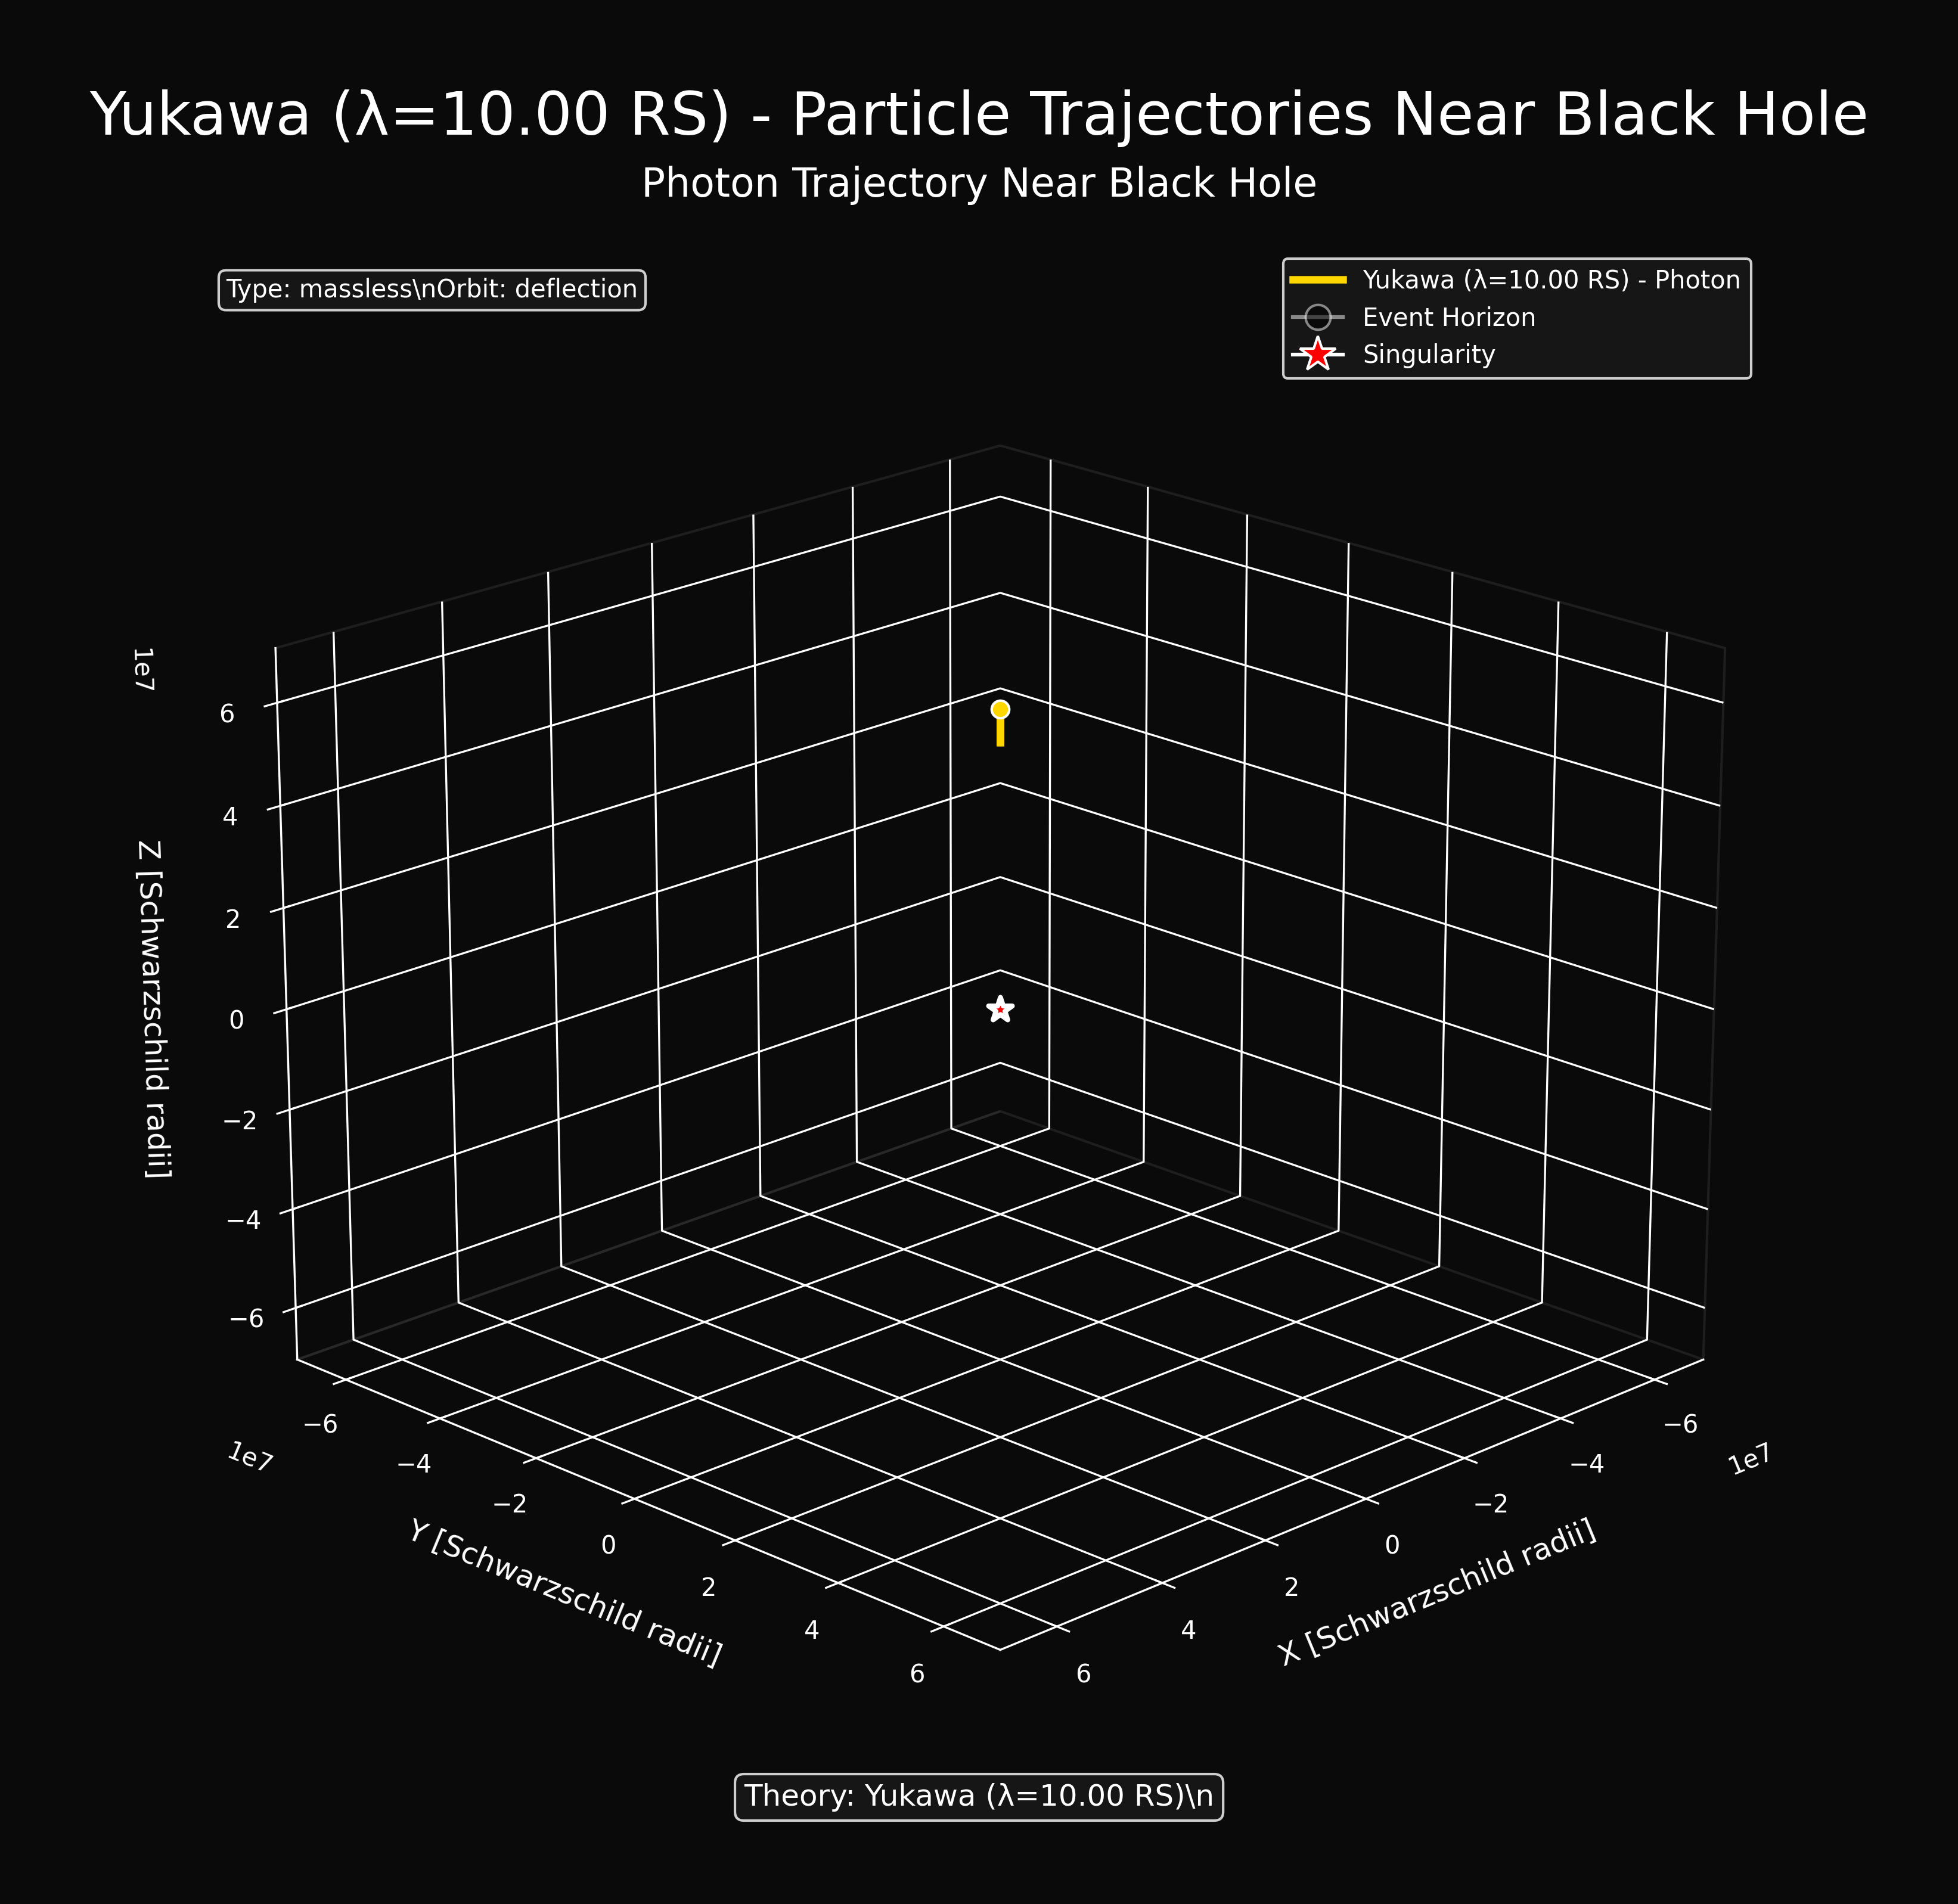 Yukawa (λ=10.00 RS) - Particle Trajectories Near Black Hole
Photon Trajectory Near Black Hole
Type: massless\nOrbit: deflection
Yukawa (λ=10.00 RS) - Photon
Event Horizon
Singularity
1e7
6
4
2
0
−2
−4
−6
Z [Schwarzschild radii]
1e7
−6
−4
−2
0
2
4
6
Y [Schwarzschild radii]
1e7
−6
−4
−2
0
2
4
6
X [Schwarzschild radii]
Theory: Yukawa (λ=10.00 RS)\n